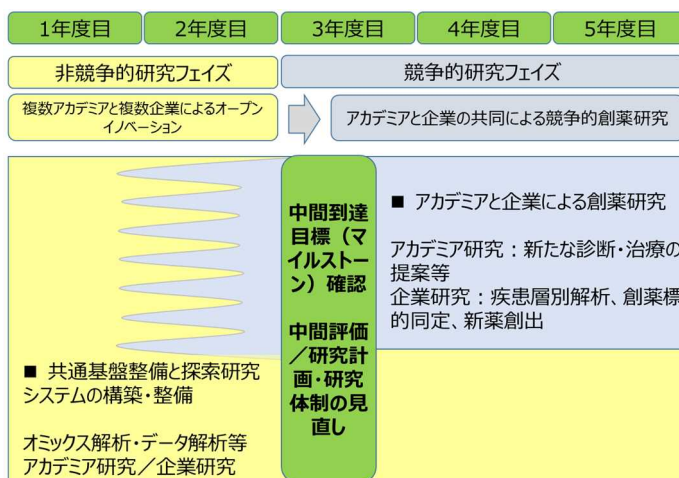 1年度目
2年度目
3年度目
4年度目
5年度目
非競争的研究フェイズ
競争的研究フェイズ
複数アカデミアと複数企業によるオープン
イノベーション
アカデミアと企業の共同による競争的創薬研究
中間到達
目標（マ
イルストー
ン）確認
中間評価
／研究計
画・研究
体制の見
直し
■ アカデミアと企業による創薬研究
アカデミア研究：新たな診断・治療の
提案等
企業研究：疾患層別解析、創薬標
的同定、新薬創出
■ 共通基盤整備と探索研究
システムの構築・整備
オミックス解析・データ解析等
アカデミア研究／企業研究